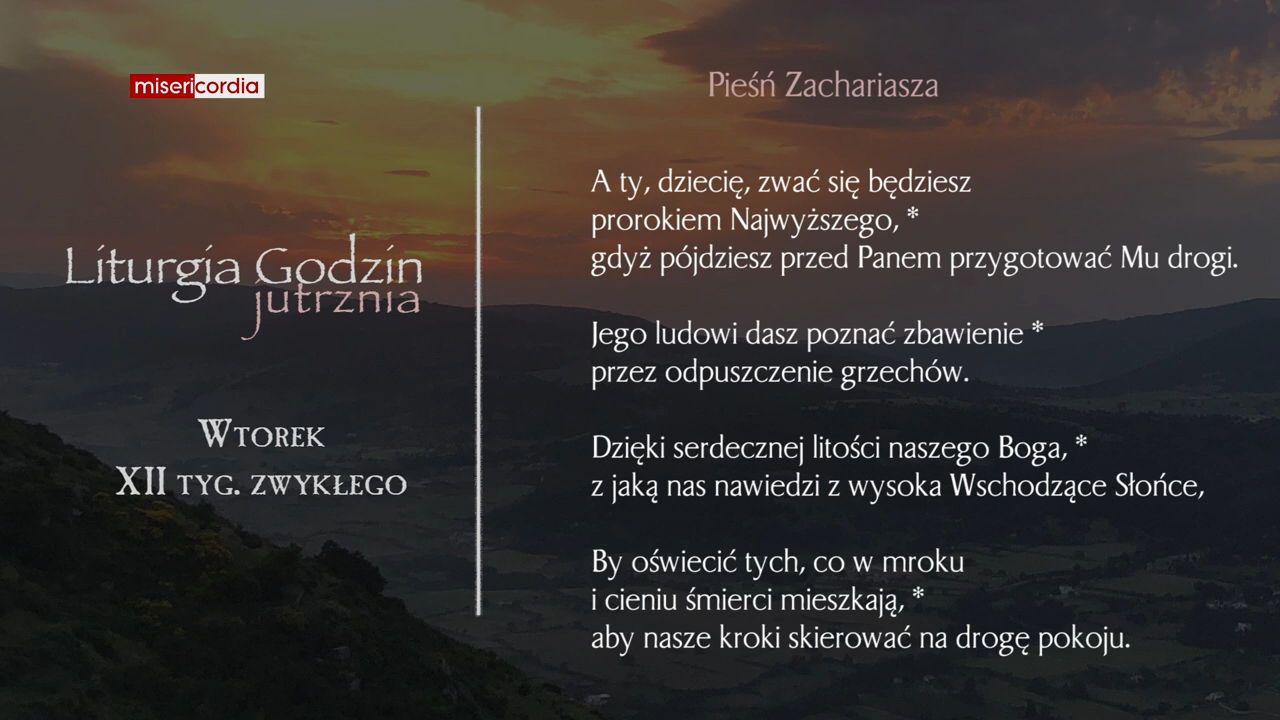 misericordia
Liturgia Godzin
jutrznia
Wtorek
XII tyg. zwykłego
Pieśń Zachariasza
A ty, dziecię, zwać się będziesz
prorokiem Najwyższego, *
gdyż pójdziesz przed Panem przygotować Mu drogi.
Jego ludowi dasz poznać zbawienie *
przez odpuszczenie grzechów.
Dzięki serdecznej litości naszego Boga, *
z jaką nas nawiedzi z wysoka Wschodzące Słońce,
By oświecić tych, co w mroku
i cieniu śmierci mieszkają, *
aby nasze kroki skierować na drogę pokoju.